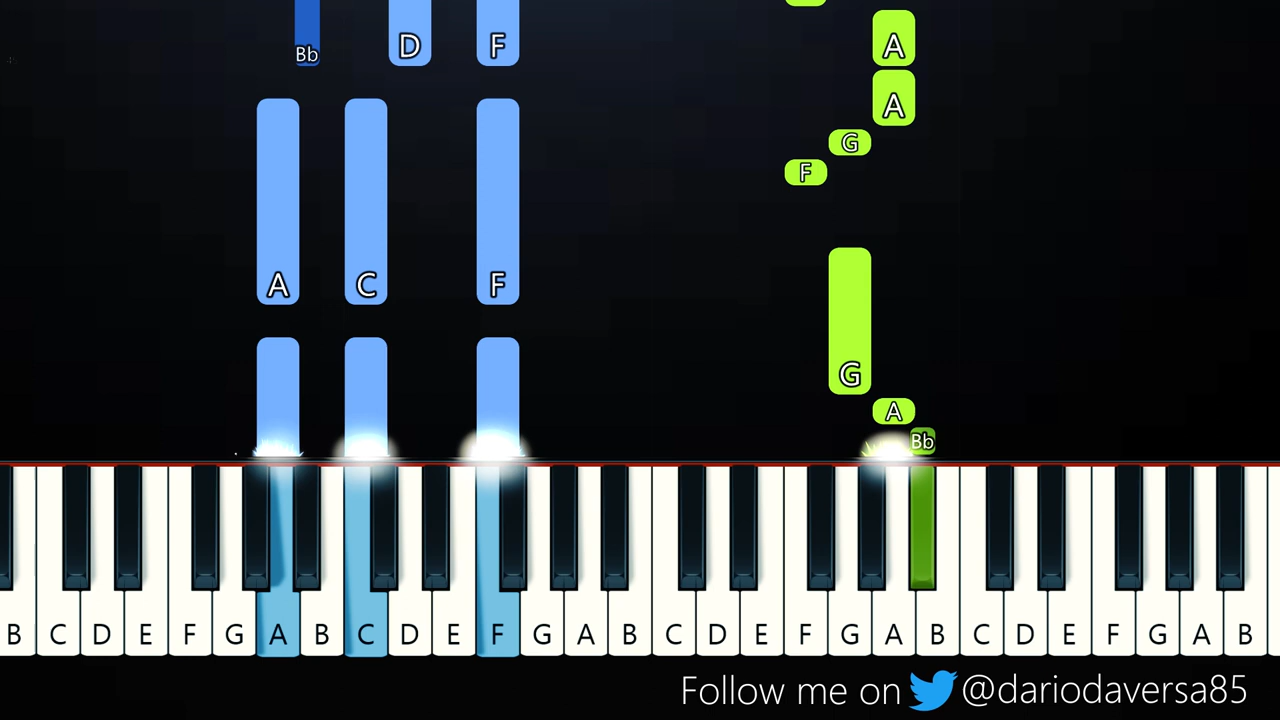 Bb D F A
A
G
F
A C F
G
A
Bb
B C D E F G A B C D E F G A B C D E F G A B C D E F G A B
Follow me on @dariodaversa85